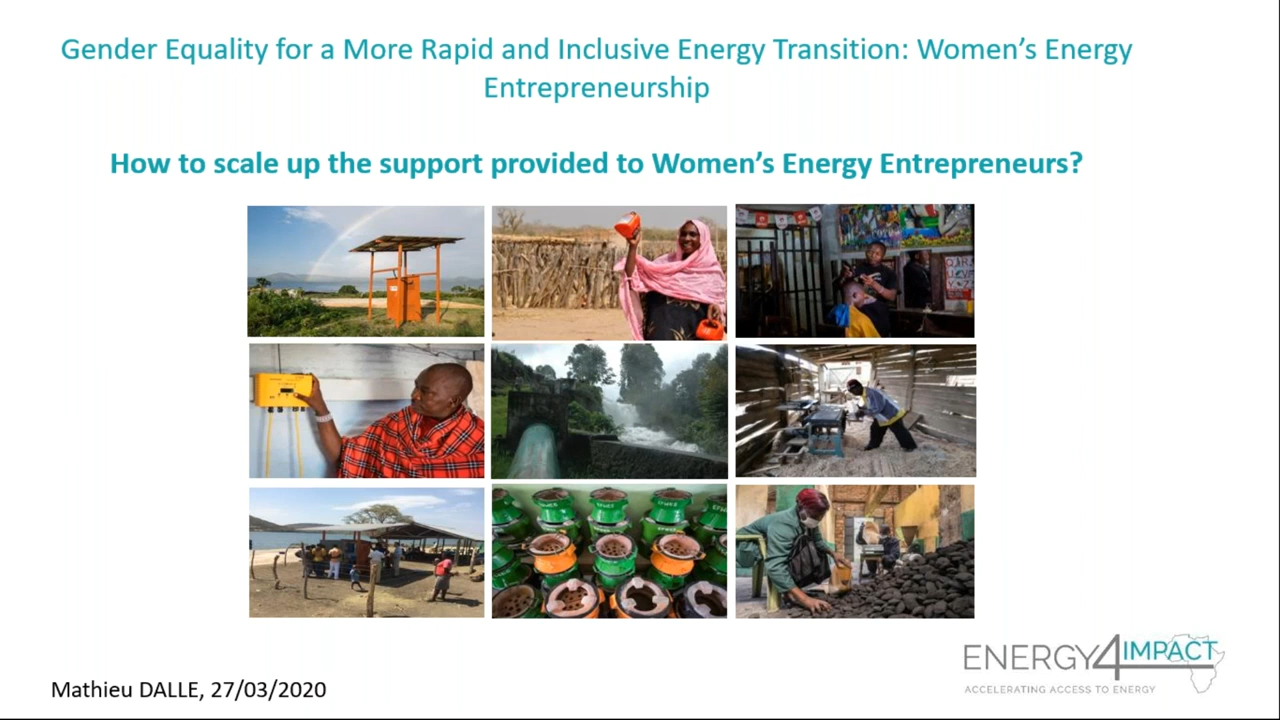 Gender Equality for a More Rapid and Inclusive Energy Transition: Women’s Energy
Entrepreneurship
How to scale up the support provided to Women’s Energy Entrepreneurs?
Mathieu DALLE, 27/03/2020
ENERGY4IMPACT
ACCELERATING ACCESS TO ENERGY